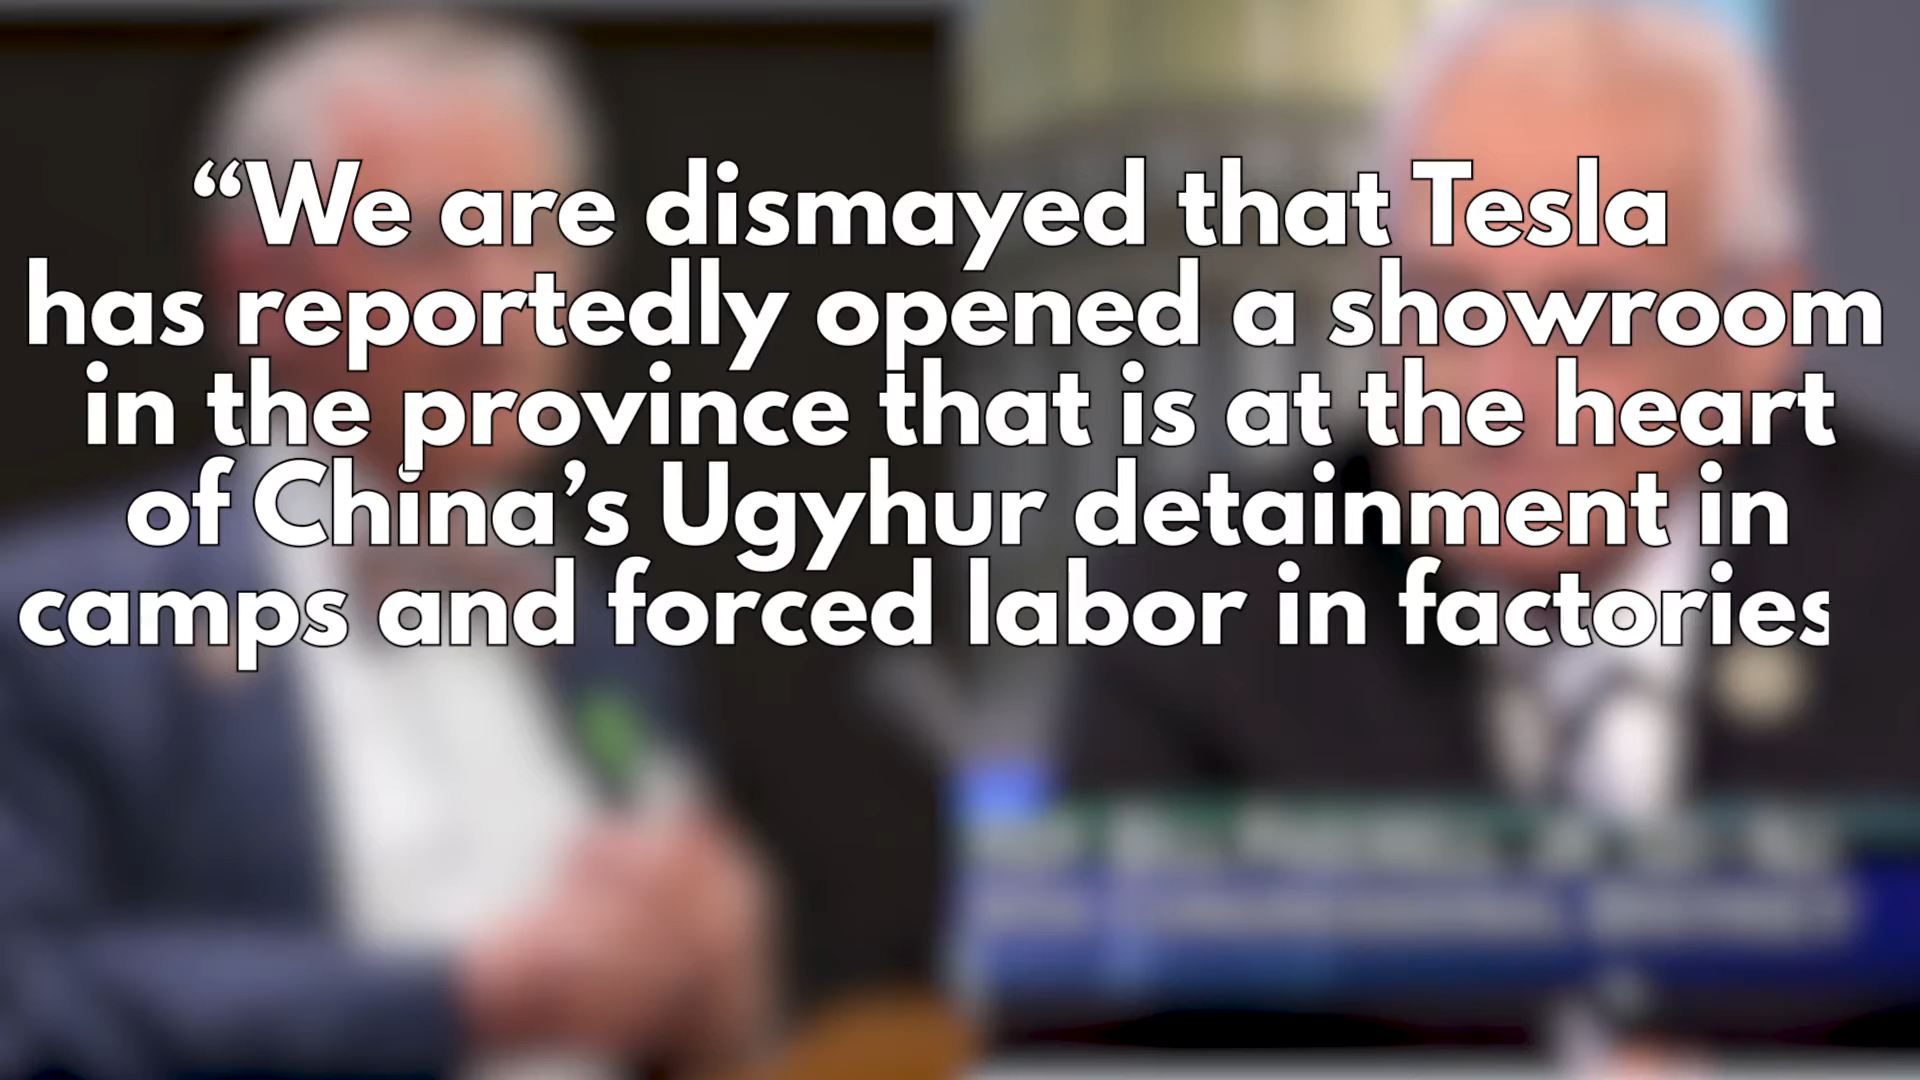 “We are dismayed that Tesla
has reportedly opened a showroom
in the province that is at the heart
of China’s Ugyhur detainment in
camps and forced labor in factories